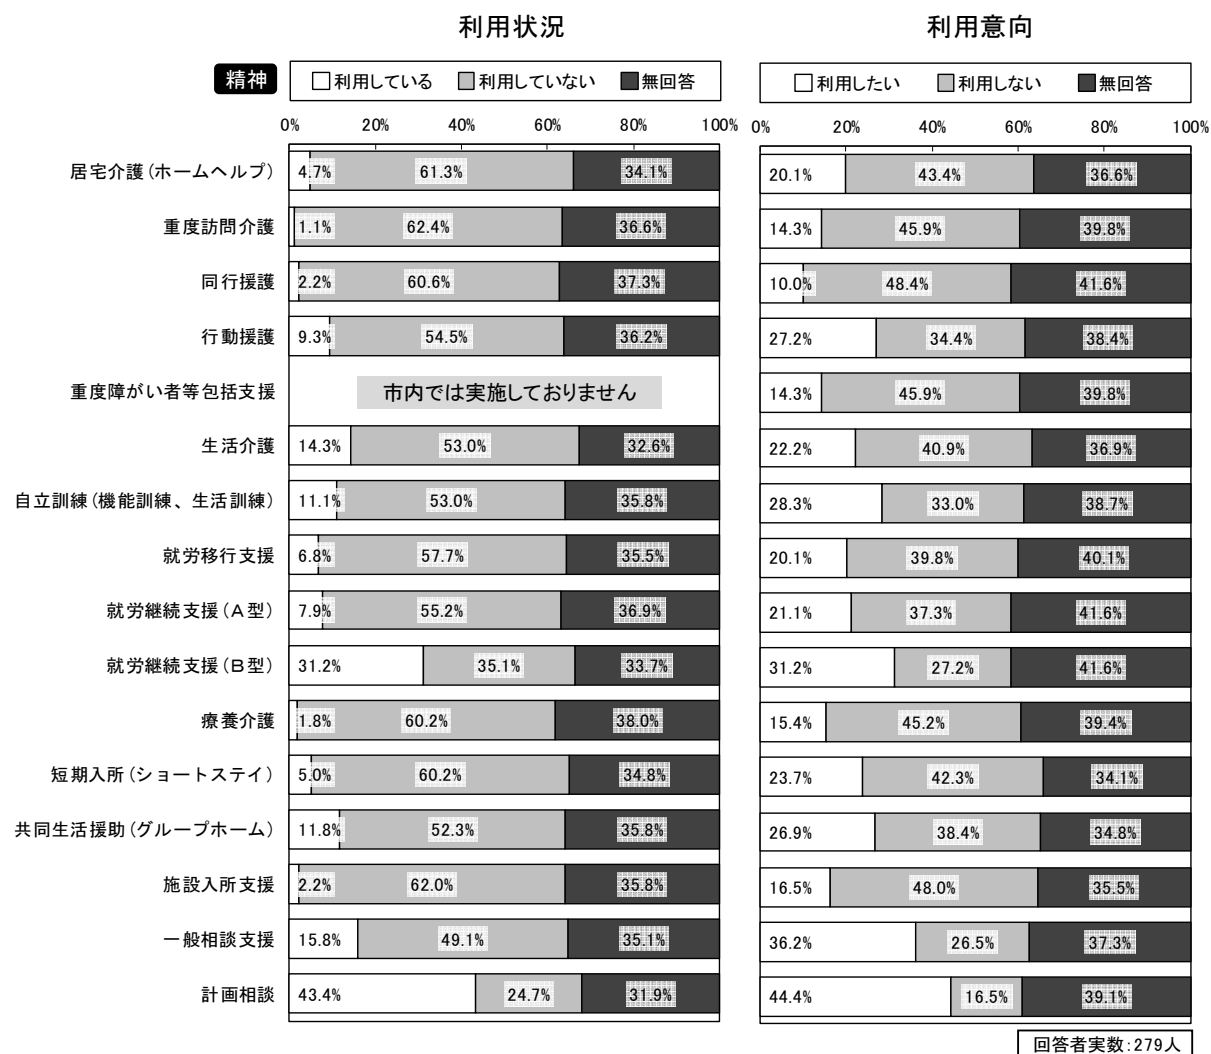 利用状況 利用意向
精神 利用している 利用していない 無回答 利用したい 利用しない 無回答
0% 20% 40% 60% 80% 100% 0% 20% 40% 60% 80% 100%
居宅介護(ホームヘルプ) 4.7% 61.3% 34.1% 20.1% 43.4% 36.6%
重度訪問介護 1.1% 62.4% 36.6% 14.3% 45.9% 39.8%
同行援護 2.2% 60.6% 37.3% 10.0% 48.4% 41.6%
行動援護 9.3% 54.5% 36.2% 27.2% 34.4% 38.4%
重度障がい者等包括支援 市内では実施しておりません 14.3% 45.9% 39.8%
生活介護 14.3% 53.0% 32.6% 22.2% 40.9% 36.9%
自立訓練(機能訓練、生活訓練) 11.1% 53.0% 35.8% 28.3% 33.0% 38.7%
就労移行支援 6.8% 57.7% 35.5% 20.1% 39.8% 40.1%
就労継続支援(A型) 7.9% 55.2% 36.9% 21.1% 37.3% 41.6%
就労継続支援(B型) 31.2% 35.1% 33.7% 31.2% 27.2% 41.6%
療養介護 1.8% 60.2% 38.0% 15.4% 45.2% 39.4%
短期入所(ショートステイ) 5.0% 60.2% 34.8% 23.7% 42.3% 34.1%
共同生活援助(グループホーム) 11.8% 52.3% 35.8% 26.9% 38.4% 34.8%
施設入所支援 2.2% 62.0% 35.8% 16.5% 48.0% 35.5%
一般相談支援 15.8% 49.1% 35.1% 36.2% 26.5% 37.3%
計画相談 43.4% 24.7% 31.9% 44.4% 16.5% 39.1%
回答者実数:279人